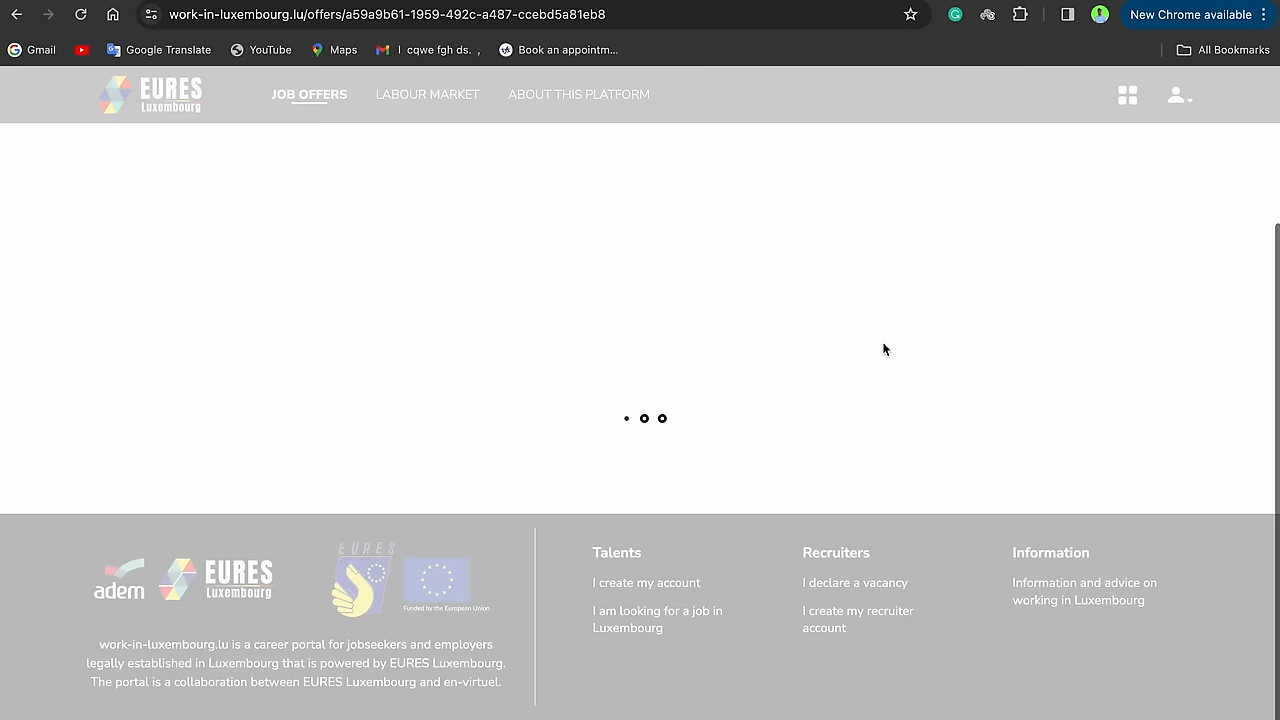 work-in-luxembourg.lu/offers/a59a9b61-1959-492c-a487-ccebd5a81eb8
New Chrome available
Gmail
Google Translate
YouTube
Maps
I cqwe fgh ds. ,
Book an appointm...
All Bookmarks
EURES
Luxembourg
JOB OFFERS
LABOUR MARKET
ABOUT THIS PLATFORM
adem
EURES
Luxembourg
EURES
Funded by the European Union
work-in-luxembourg.lu is a career portal for jobseekers and employers
legally established in Luxembourg that is powered by EURES Luxembourg.
The portal is a collaboration between EURES Luxembourg and en-virtuel.
Talents
I create my account
I am looking for a job in
Luxembourg
Recruiters
I declare a vacancy
I create my recruiter
account
Information
Information and advice on
working in Luxembourg